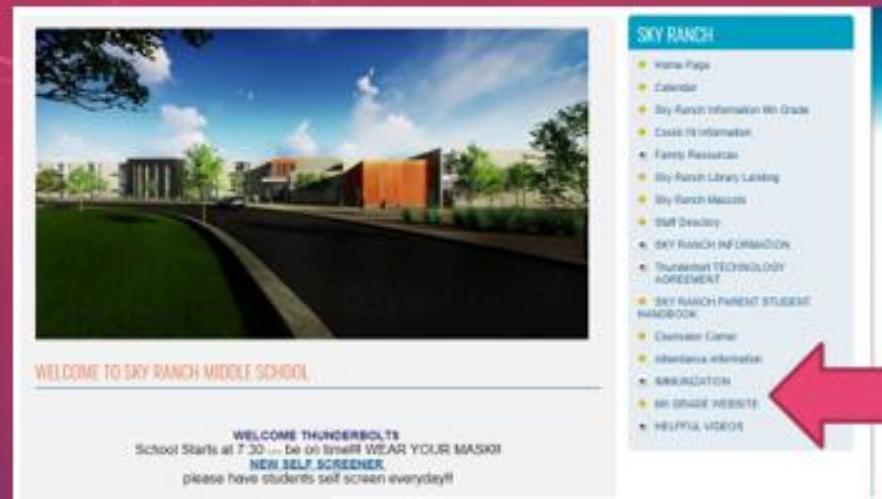 WELCOME TO SKY RANCH MIDDLE SCHOOL
WELCOME THUNDERBOLTS
School Starts at 7:30 --- be on time!!! WEAR YOUR MASK!!
NEW SELF SCREENER
please have students self screen everyday!!!
SKY RANCH
Home Page
Calendar
Sky Ranch Information 6th Grade
Covid-19 Information
Family Resources
Sky Ranch Library Landing
Sky Ranch Mascots
Staff Directory
SKY RANCH INFORMATION
Thunderbolt TECHNOLOGY
AGREEMENT
SKY RANCH PARENT STUDENT
HANDBOOK
Counselor Corner
Attendance Information
IMMUNIZATION
6th GRADE WEBSITE
HELPFUL VIDEOS